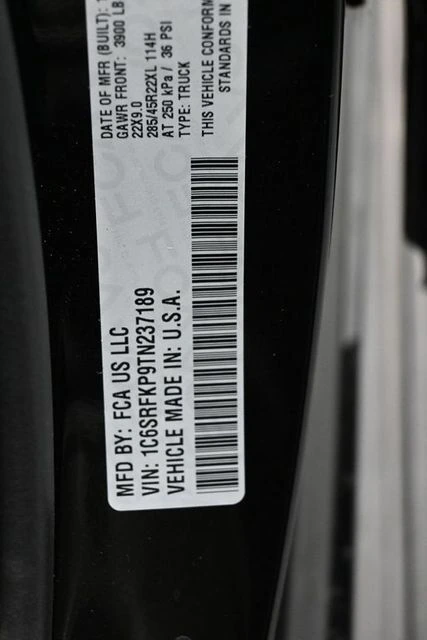 MFD BY: FCA US LLC
VIN: 1C6SRFKP9TN237189
VEHICLE MADE IN: U.S.A.
DATE OF MFR (BUILT):
GAWR FRONT: 3900 LB
22X9.0
285/45R22XL 114H
AT 250 kPa / 36 PSI
TYPE: TRUCK
THIS VEHICLE CONFORM
STANDARDS IN